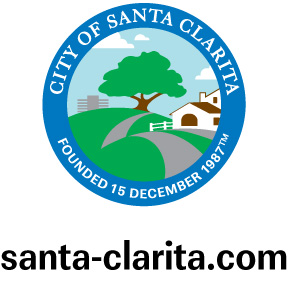 CITY OF SANTA CLARITA
FOUNDED 15 DECEMBER 1987™
santa-clarita.com